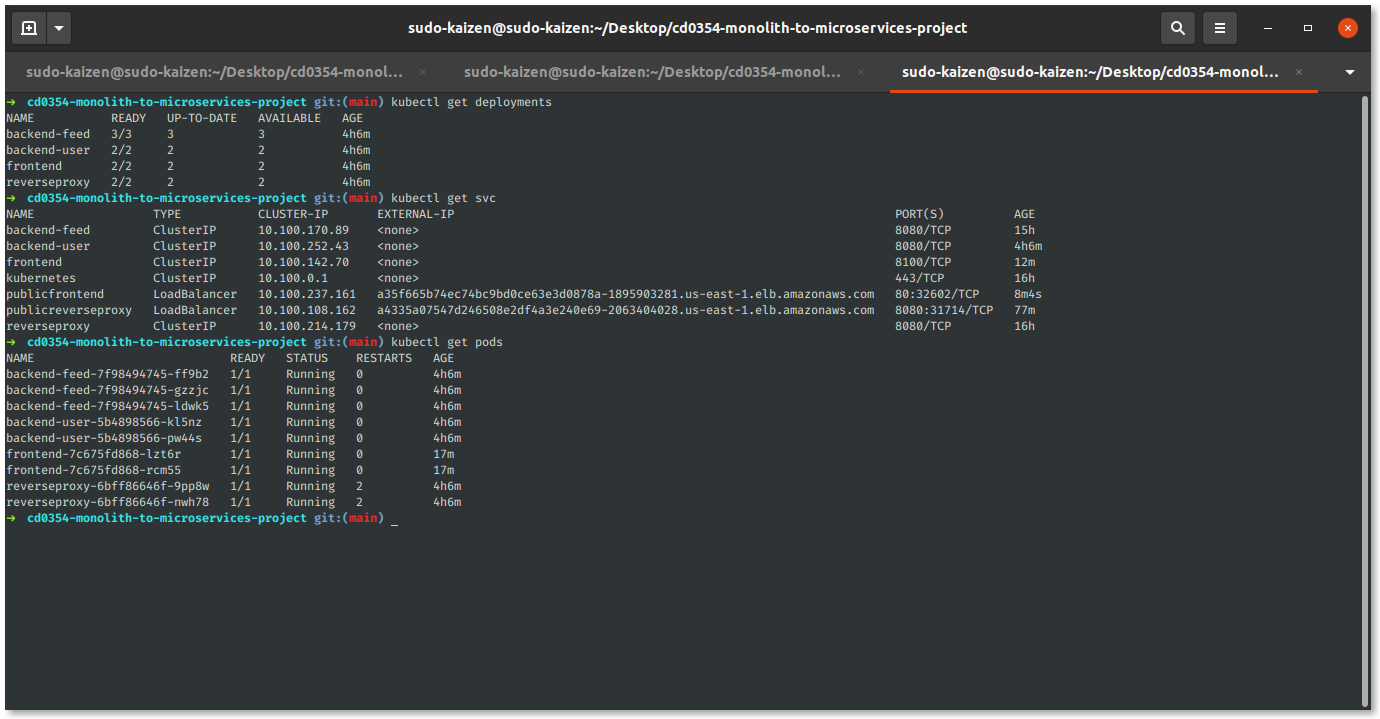 sudo-kaizen@sudo-kaizen:~/Desktop/cd0354-monolith-to-microservices-project
sudo-kaizen@sudo-kaizen:~/Desktop/cd0354-monol... × sudo-kaizen@sudo-kaizen:~/Desktop/cd0354-monol... × sudo-kaizen@sudo-kaizen:~/Desktop/cd0354-monol... ×
➜  cd0354-monolith-to-microservices-project git:(main) kubectl get deployments
NAME           READY   UP-TO-DATE   AVAILABLE   AGE
backend-feed   3/3     3            3           4h6m
backend-user   2/2     2            2           4h6m
frontend       2/2     2            2           4h6m
reverseproxy   2/2     2            2           4h6m
➜  cd0354-monolith-to-microservices-project git:(main) kubectl get svc
NAME                 TYPE           CLUSTER-IP       EXTERNAL-IP                                                               PORT(S)          AGE
backend-feed         ClusterIP      10.100.170.89    <none>                                                                    8080/TCP         15h
backend-user         ClusterIP      10.100.252.43    <none>                                                                    8080/TCP         4h6m
frontend             ClusterIP      10.100.142.70    <none>                                                                    8100/TCP         12m
kubernetes           ClusterIP      10.100.0.1       <none>                                                                    443/TCP          16h
publicfrontend       LoadBalancer   10.100.237.161   a35f665b74ec74bc9bd0ce63e3d0878a-1895903281.us-east-1.elb.amazonaws.com   80:32602/TCP     8m4s
publicreverseproxy   LoadBalancer   10.100.108.162   a4335a07547d246508e2df4a3e240e69-2063404028.us-east-1.elb.amazonaws.com   8080:31714/TCP   77m
reverseproxy         ClusterIP      10.100.214.179   <none>                                                                    8080/TCP         16h
➜  cd0354-monolith-to-microservices-project git:(main) kubectl get pods
NAME                            READY   STATUS    RESTARTS   AGE
backend-feed-7f98494745-ff9b2   1/1     Running   0          4h6m
backend-feed-7f98494745-gzzjc   1/1     Running   0          4h6m
backend-feed-7f98494745-ldwk5   1/1     Running   0          4h6m
backend-user-5b4898566-kl5nz    1/1     Running   0          4h6m
backend-user-5b4898566-pw44s    1/1     Running   0          4h6m
frontend-7c675fd868-lzt6r       1/1     Running   0          17m
frontend-7c675fd868-rcm55       1/1     Running   0          17m
reverseproxy-6bff86646f-9pp8w   1/1     Running   2          4h6m
reverseproxy-6bff86646f-nwh78   1/1     Running   2          4h6m
➜  cd0354-monolith-to-microservices-project git:(main) _